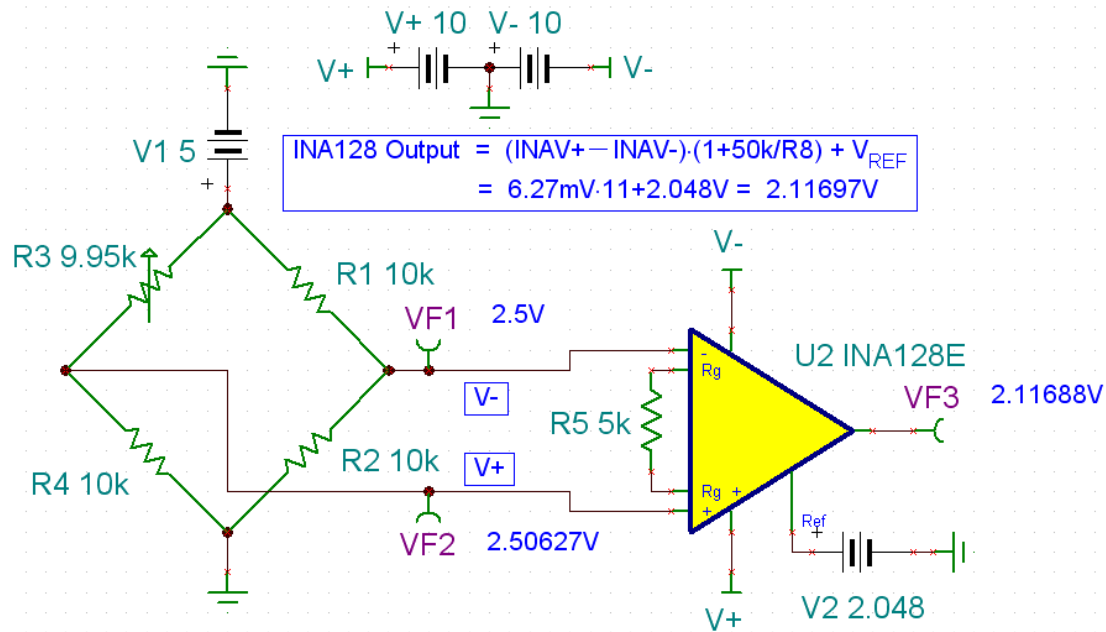 V+ 10 V- 10
+ +
V+ V-
V1 5
+
INA128 Output = (INAV+ − INAV-)·(1+50k/R8) + VREF
= 6.27mV·11+2.048V = 2.11697V
R3 9.95k
R1 10k
V-
VF1 2.5V
U2 INA128E
-
Rg
VF3 2.11688V
V-
R5 5k
R4 10k
R2 10k
V+
Rg +
+
Ref
+
VF2 2.50627V
V+
V2 2.048